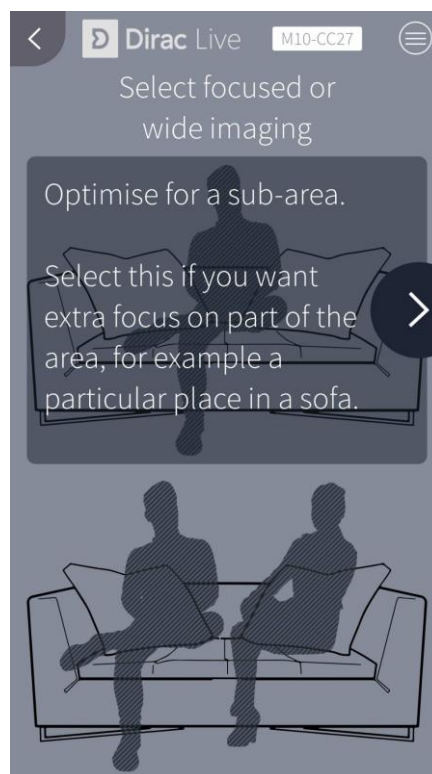 Dirac Live M10-CC27
Select focused or
wide imaging
Optimise for a sub-area.
Select this if you want
extra focus on part of the
area, for example a
particular place in a sofa.